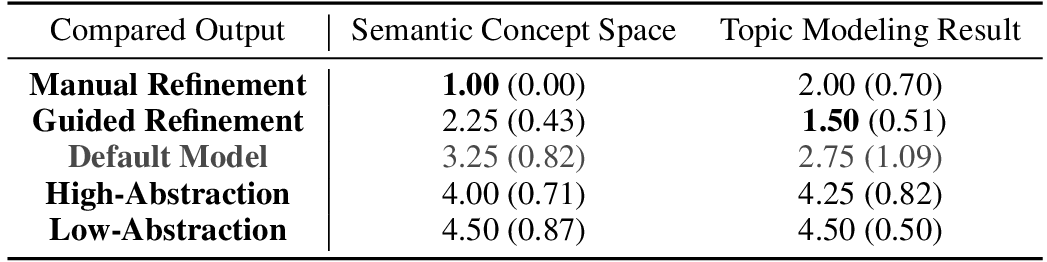 Compared Output Semantic Concept Space Topic Modeling Result
Manual Refinement 1.00 (0.00) 2.00 (0.70)
Guided Refinement 2.25 (0.43) 1.50 (0.51)
Default Model 3.25 (0.82) 2.75 (1.09)
High-Abstraction 4.00 (0.71) 4.25 (0.82)
Low-Abstraction 4.50 (0.87) 4.50 (0.50)